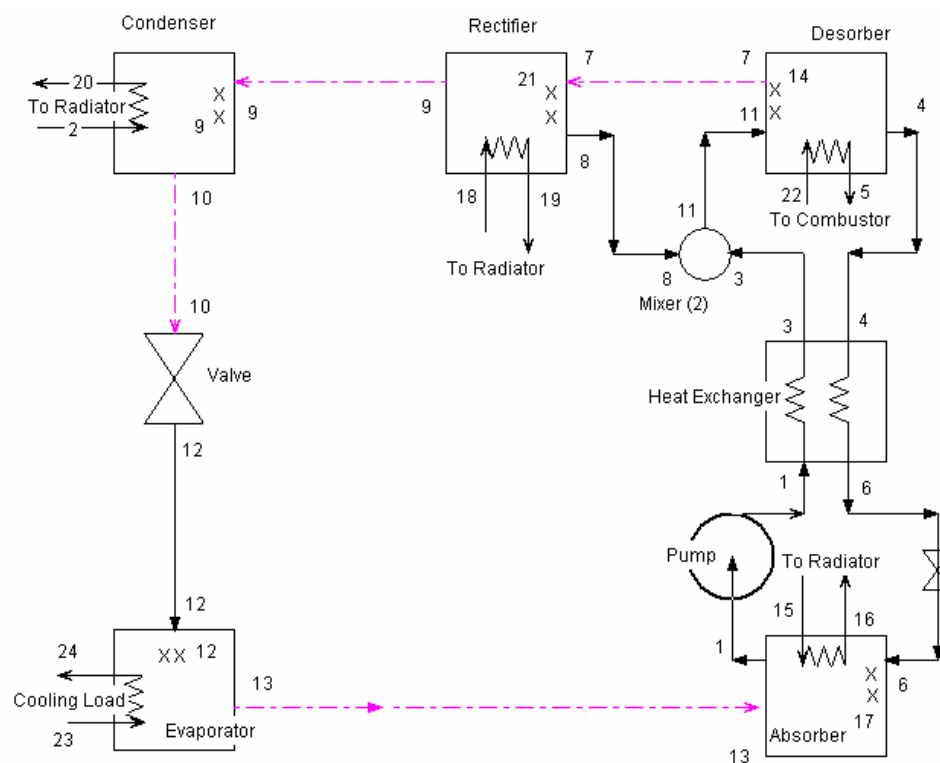 Condenser
Rectifier
Desorber
20
To Radiator
2
X
X
9
9
9
21
X
X
7
7
14
X
X
11
4
10
18
19
8
To Radiator
11
22
5
To Combustor
8
3
Mixer (2)
10
Valve
3
4
Heat Exchanger
12
1
6
Pump
To Radiator
12
15
16
1
24
XX
12
Cooling Load
23
13
Evaporator
X
X
6
17
Absorber
13